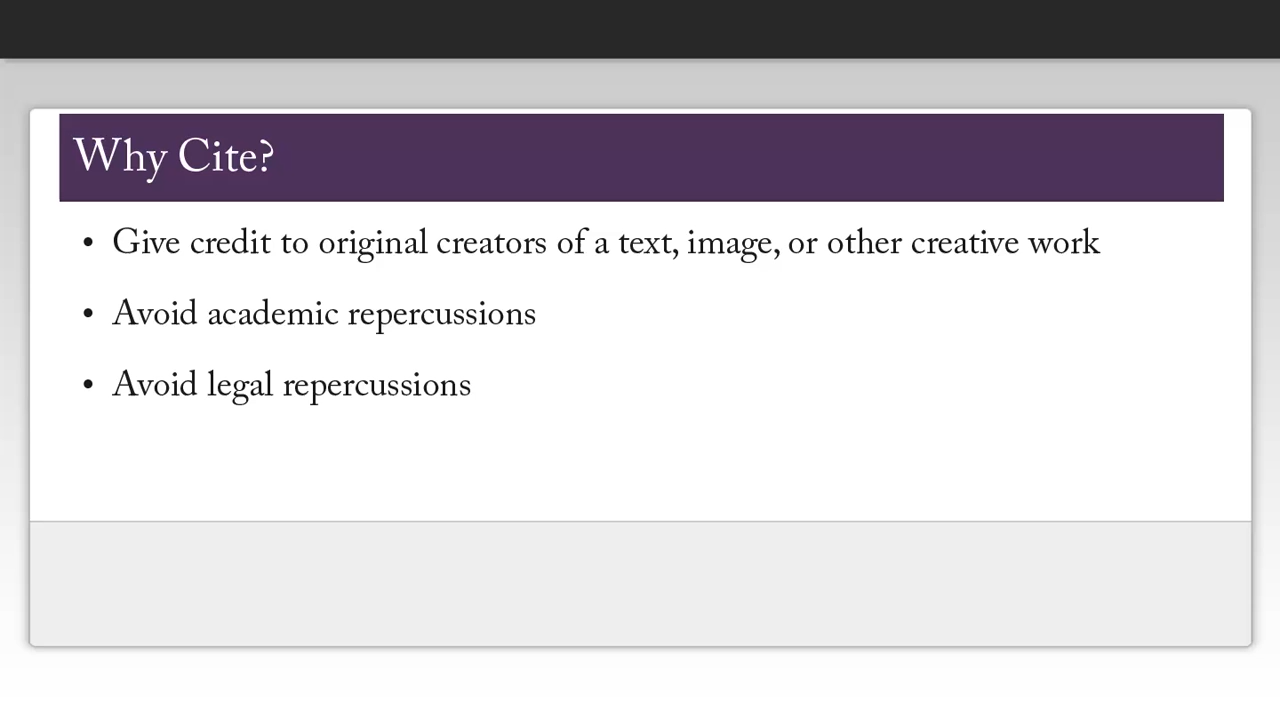 Why Cite?
• Give credit to original creators of a text, image, or other creative work
• Avoid academic repercussions
• Avoid legal repercussions